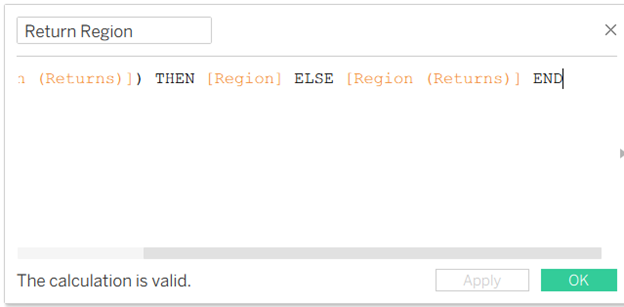 Return Region
(Returns)]) THEN [Region] ELSE [Region (Returns)] END
The calculation is valid.
Apply
OK